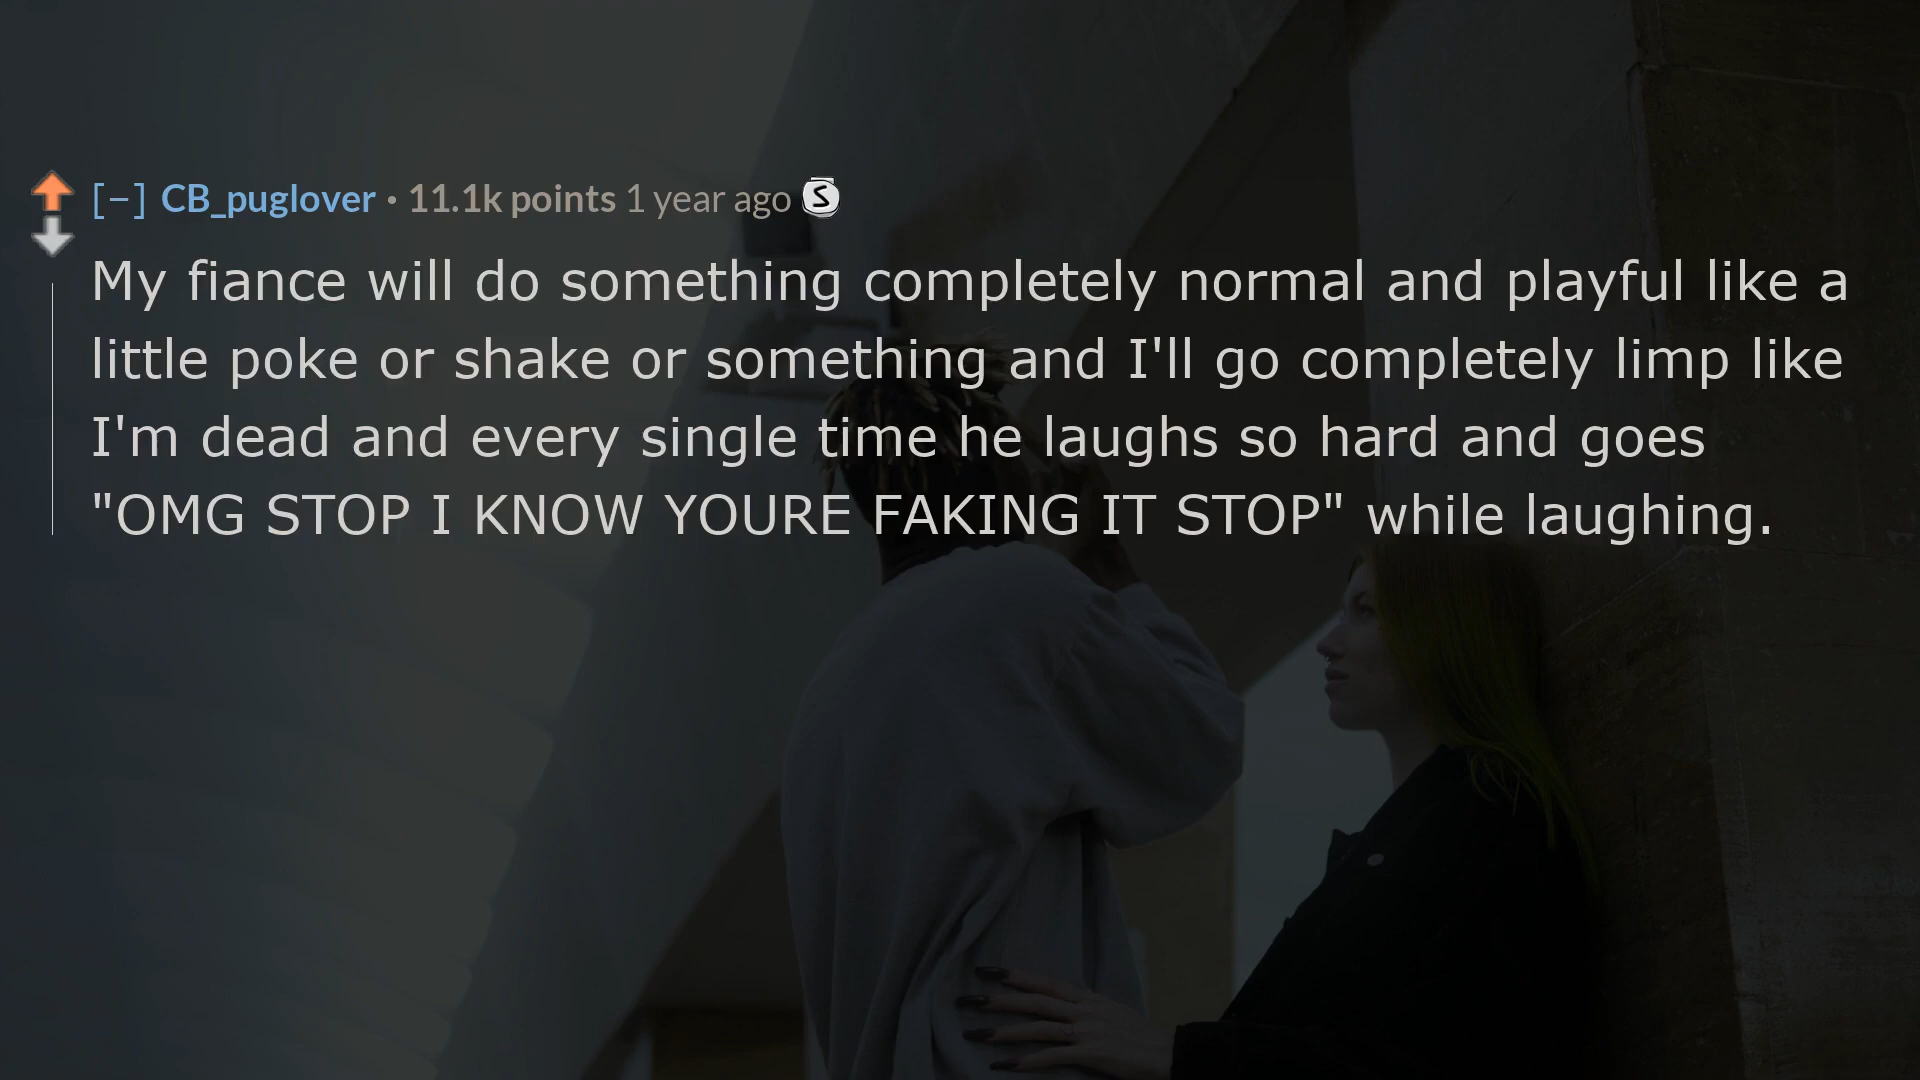 [–] CB_puglover · 11.1k points 1 year ago S
My fiance will do something completely normal and playful like a
little poke or shake or something and I'll go completely limp like
I'm dead and every single time he laughs so hard and goes
"OMG STOP I KNOW YOURE FAKING IT STOP" while laughing.